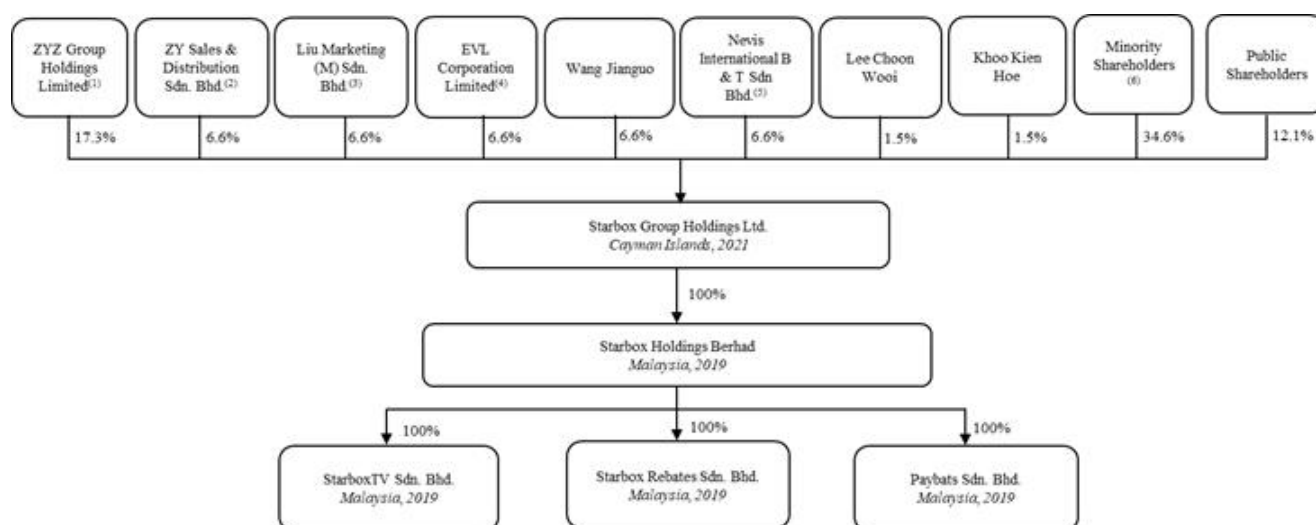 ZYZ Group
Holdings
Limited(1)
ZY Sales &
Distribution
Sdn. Bhd.(2)
Liu Marketing
(M) Sdn.
Bhd.(3)
EVL
Corporation
Limited(4)
Wang Jianguo
Nevis
International B
& T Sdn
Bhd.(5)
Lee Choon
Wooi
Khoo Kien
Hoe
Minority
Shareholders
(6)
Public
Shareholders
17.3%
6.6%
6.6%
6.6%
6.6%
6.6%
1.5%
1.5%
34.6%
12.1%
Starbox Group Holdings Ltd.
Cayman Islands, 2021
100%
Starbox Holdings Berhad
Malaysia, 2019
100%
100%
100%
StarboxTV Sdn. Bhd.
Malaysia, 2019
Starbox Rebates Sdn. Bhd.
Malaysia, 2019
Paybats Sdn. Bhd.
Malaysia, 2019